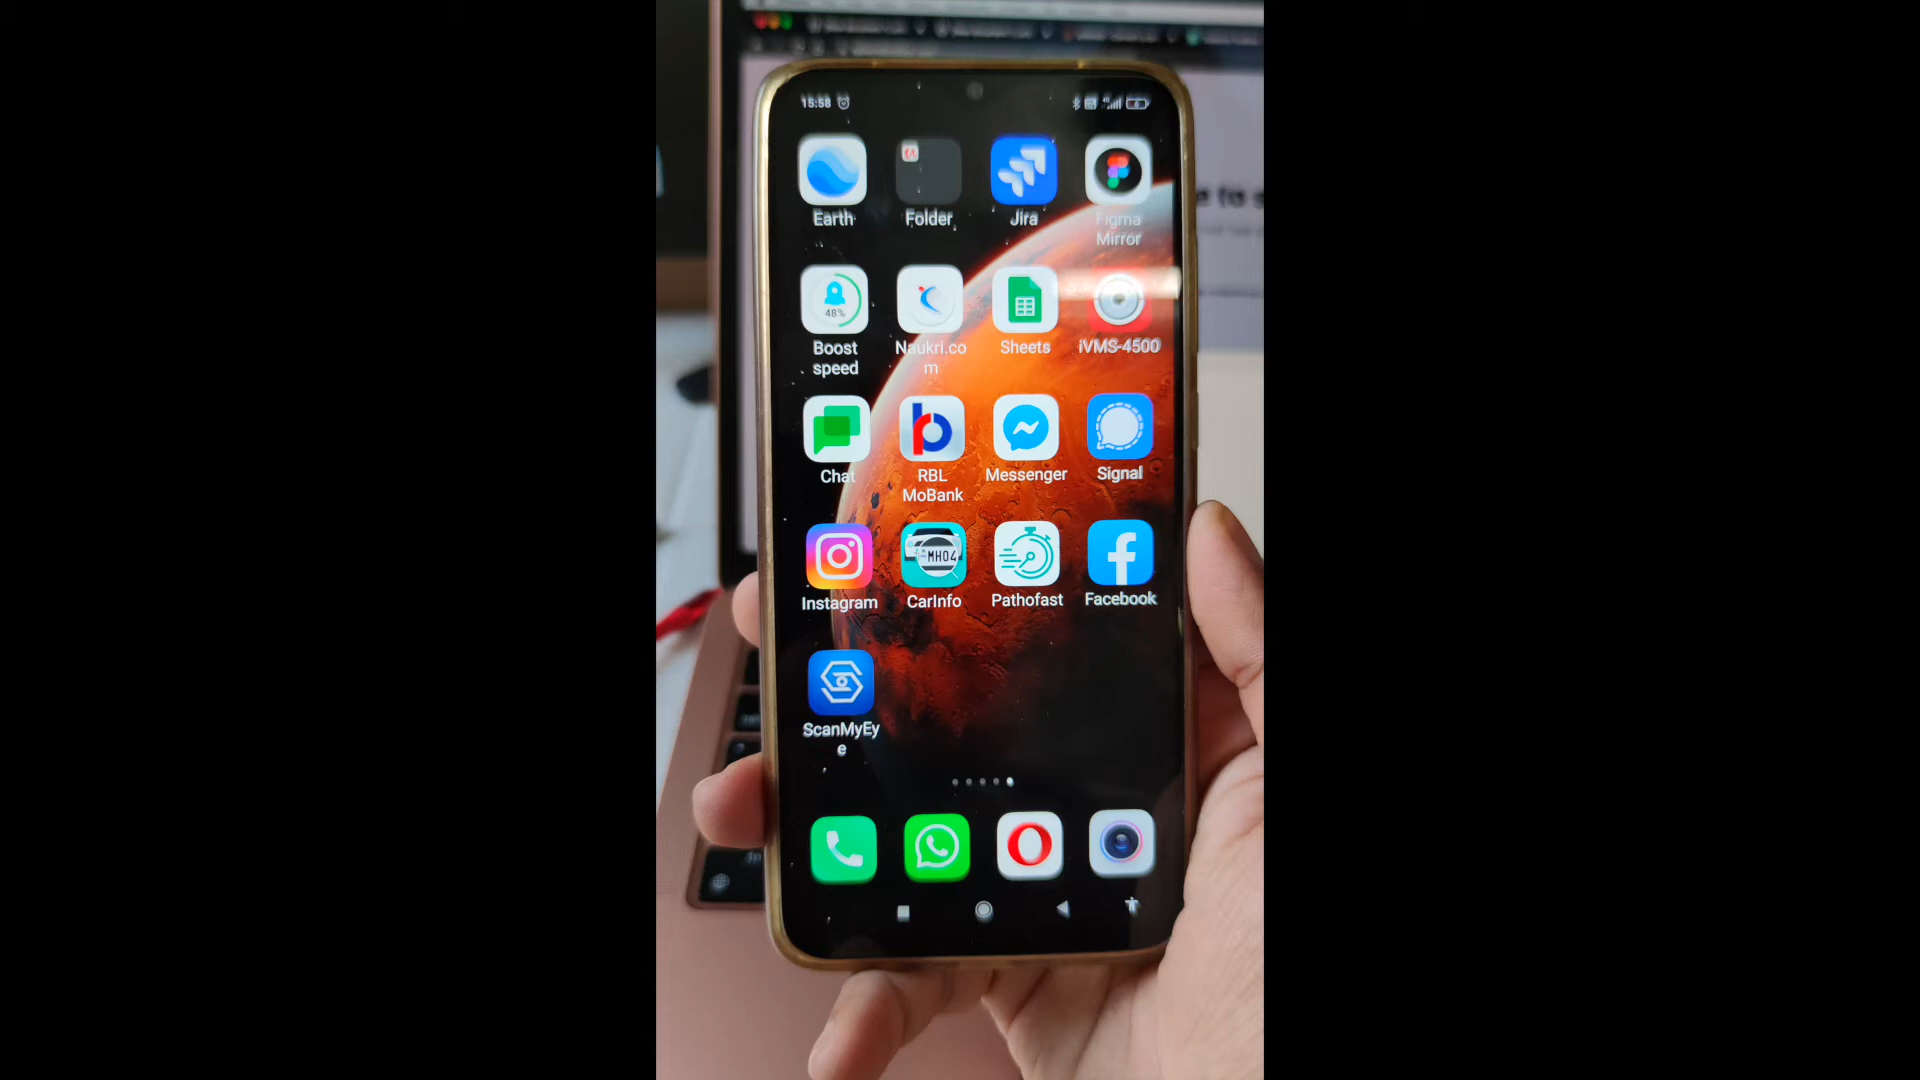 15:58
Earth
Folder
Jira
Figma
Mirror
48%
Boost
speed
Naukri.co
m
Sheets
iVMS-4500
Chat
RBL
MoBank
Messenger
Signal
MH04
Instagram
CarInfo
Pathofast
Facebook
ScanMyEy
e
e to s